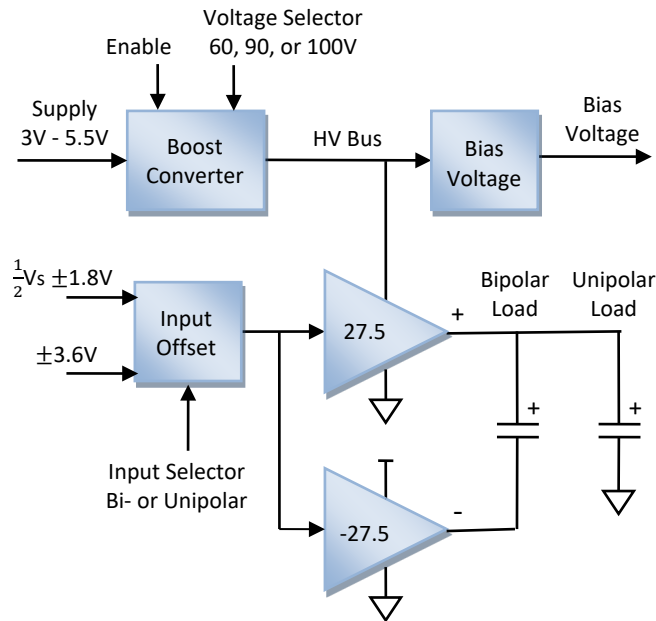 Voltage Selector
60, 90, or 100V
Enable
Supply
3V - 5.5V
Boost
Converter
HV Bus
Bias
Voltage
Bias
Voltage
½Vs ±1.8V
±3.6V
Input
Offset
Input Selector
Bi- or Unipolar
27.5
+
-27.5
-
Bipolar
Load
Unipolar
Load
+
+